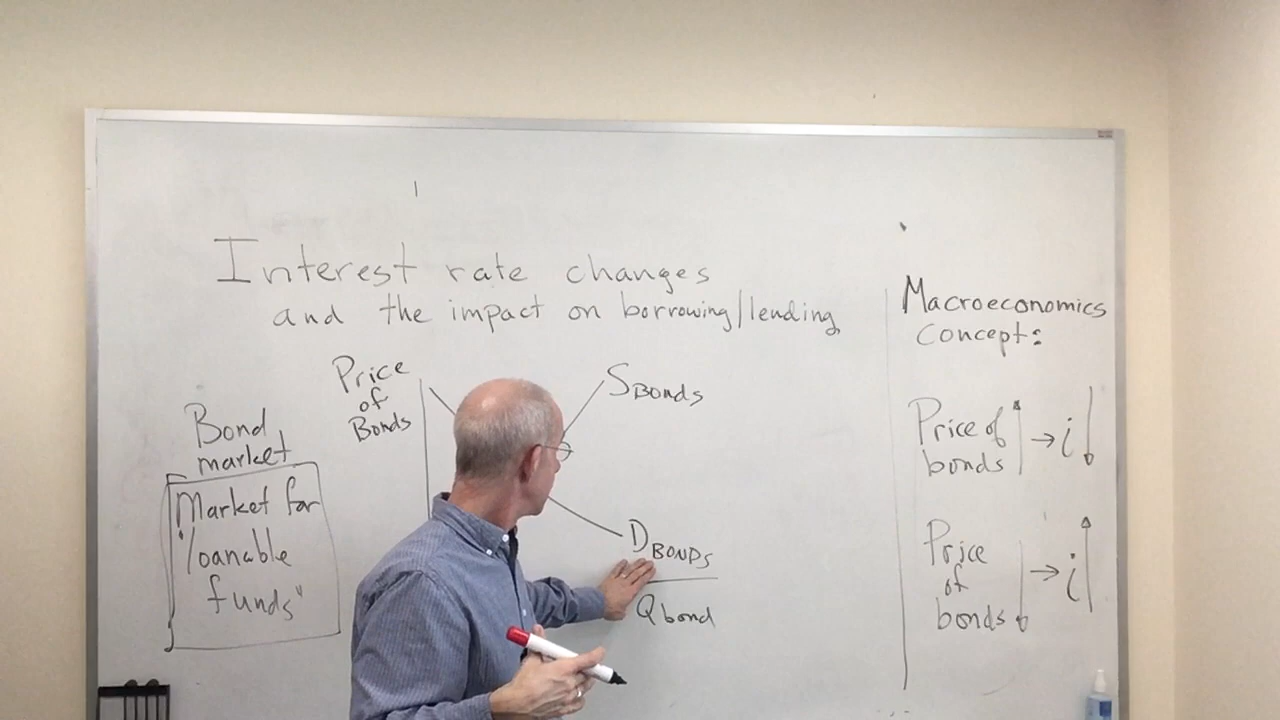 Interest rate changes
and the impact on borrowing/lending
Price
of
Bonds
SBonds
DBONDS
Qbond
Bond
market
Market for
"loanable
funds"
Macroeconomics
concept:
Price of
bonds ↑ → i ↓
Price
of
bonds ↓ → i ↑